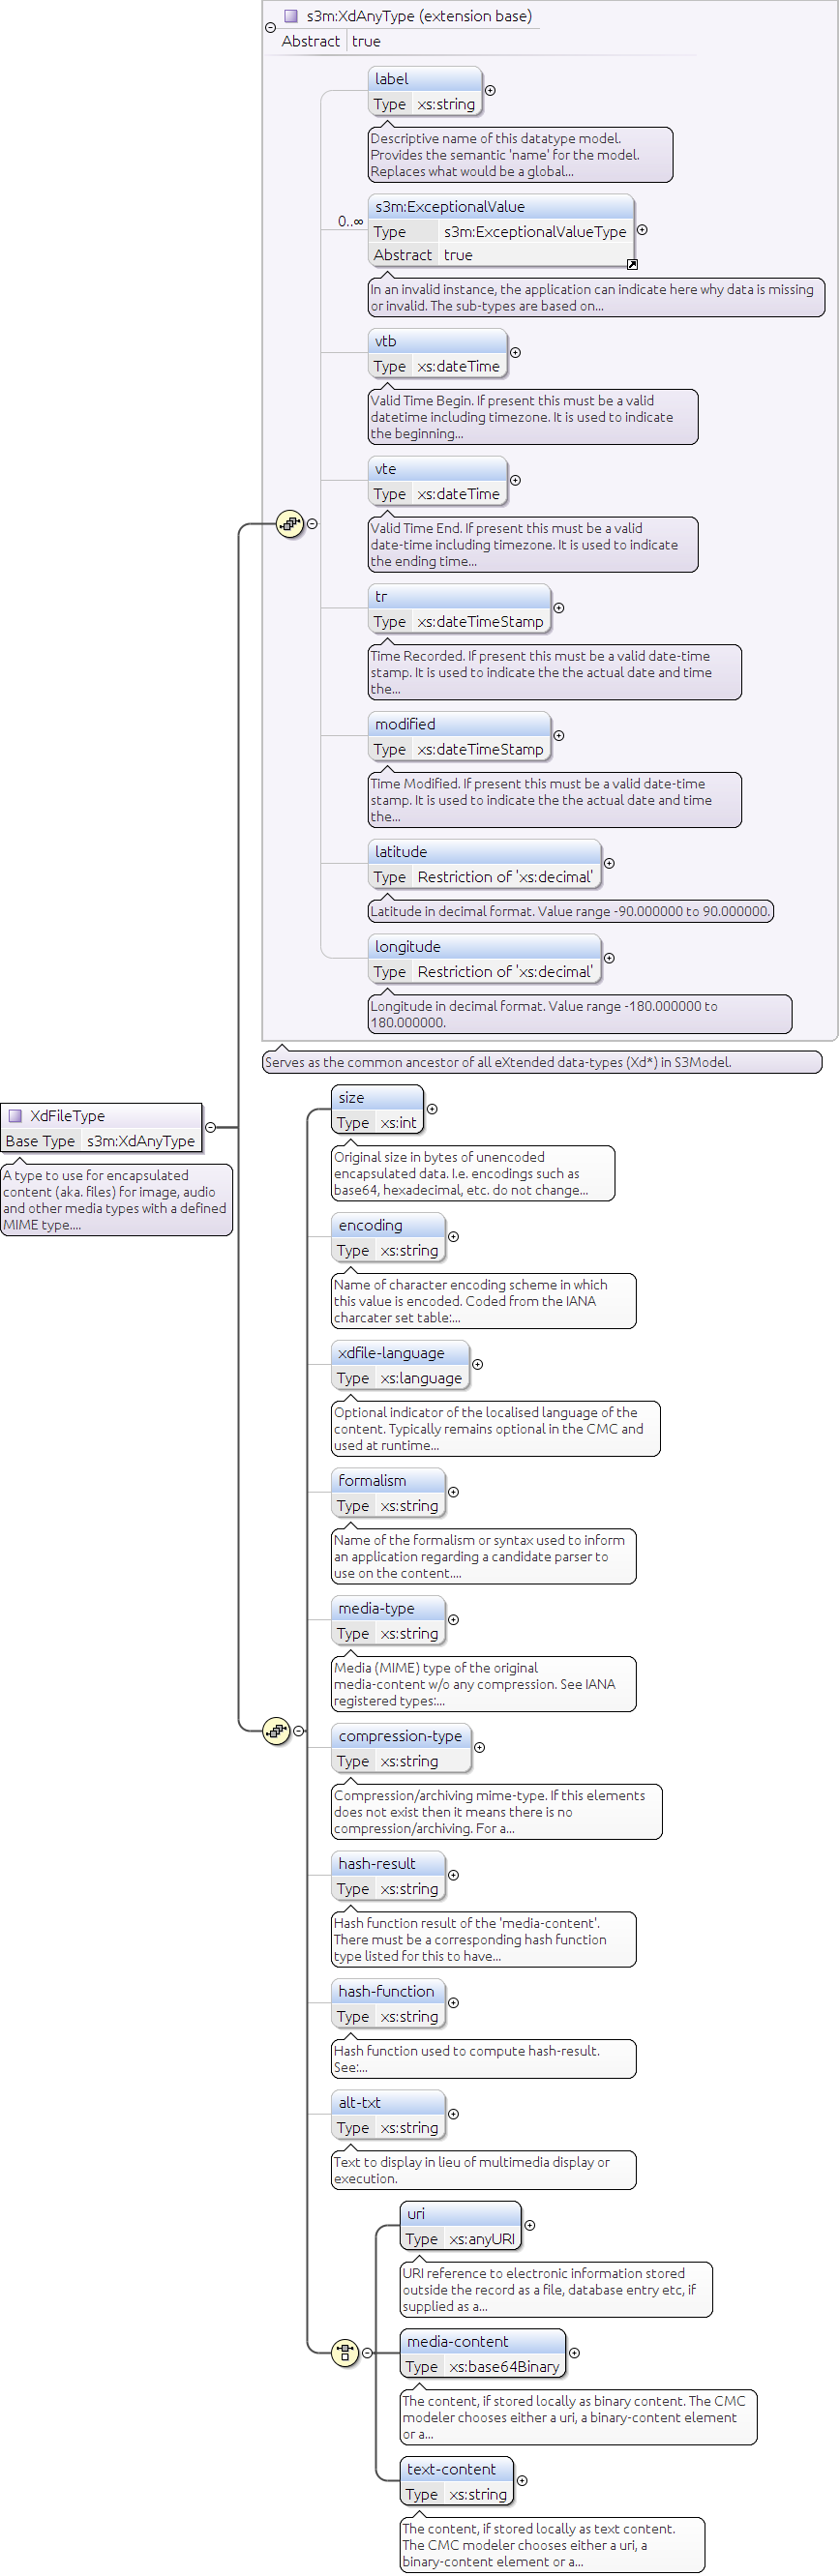 s3m:XdAnyType (extension base)
Abstract true
label
Type xs:string
Descriptive name of this datatype model.
Provides the semantic 'name' for the model.
Replaces what would be a global...
0..∞
s3m:ExceptionalValue
Type s3m:ExceptionalValueType
Abstract true
In an invalid instance, the application can indicate here why data is missing
or invalid. The sub-types are based on...
vtb
Type xs:dateTime
Valid Time Begin. If present this must be a valid
datetime including timezone. It is used to indicate
the beginning...
vte
Type xs:dateTime
Valid Time End. If present this must be a valid
date-time including timezone. It is used to indicate
the ending time...
tr
Type xs:dateTimeStamp
Time Recorded. If present this must be a valid date-time
stamp. It is used to indicate the the actual date and time
the...
modified
Type xs:dateTimeStamp
Time Modified. If present this must be a valid date-time
stamp. It is used to indicate the the actual date and time
the...
latitude
Type Restriction of 'xs:decimal'
Latitude in decimal format. Value range -90.000000 to 90.000000.
longitude
Type Restriction of 'xs:decimal'
Longitude in decimal format. Value range -180.000000 to
180.000000.
Serves as the common ancestor of all eXtended data-types (Xd*) in S3Model.
XdFileType
Base Type s3m:XdAnyType
A type to use for encapsulated
content (aka. files) for image, audio
and other media types with a defined
MIME type....
size
Type xs:int
Original size in bytes of unencoded
encapsulated data. I.e. encodings such as
base64, hexadecimal, etc. do not change...
encoding
Type xs:string
Name of character encoding scheme in which
this value is encoded. Coded from the IANA
charcater set table:...
xdfile-language
Type xs:language
Optional indicator of the localised language of the
content. Typically remains optional in the CMC and
used at runtime...
formalism
Type xs:string
Name of the formalism or syntax used to inform
an application regarding a candidate parser to
use on the content....
media-type
Type xs:string
Media (MIME) type of the original
media-content w/o any compression. See IANA
registered types:...
compression-type
Type xs:string
Compression/archiving mime-type. If this elements
does not exist then it means there is no
compression/archiving. For a...
hash-result
Type xs:string
Hash function result of the 'media-content'.
There must be a corresponding hash function
type listed for this to have...
hash-function
Type xs:string
Hash function used to compute hash-result.
See:...
alt-txt
Type xs:string
Text to display in lieu of multimedia display or
execution.
uri
Type xs:anyURI
URI reference to electronic information stored
outside the record as a file, database entry etc, if
supplied as a...
media-content
Type xs:base64Binary
The content, if stored locally as binary content. The CMC
modeler chooses either a uri, a binary-content element
or a...
text-content
Type xs:string
The content, if stored locally as text content.
The CMC modeler chooses either a uri, a
binary-content element or a...